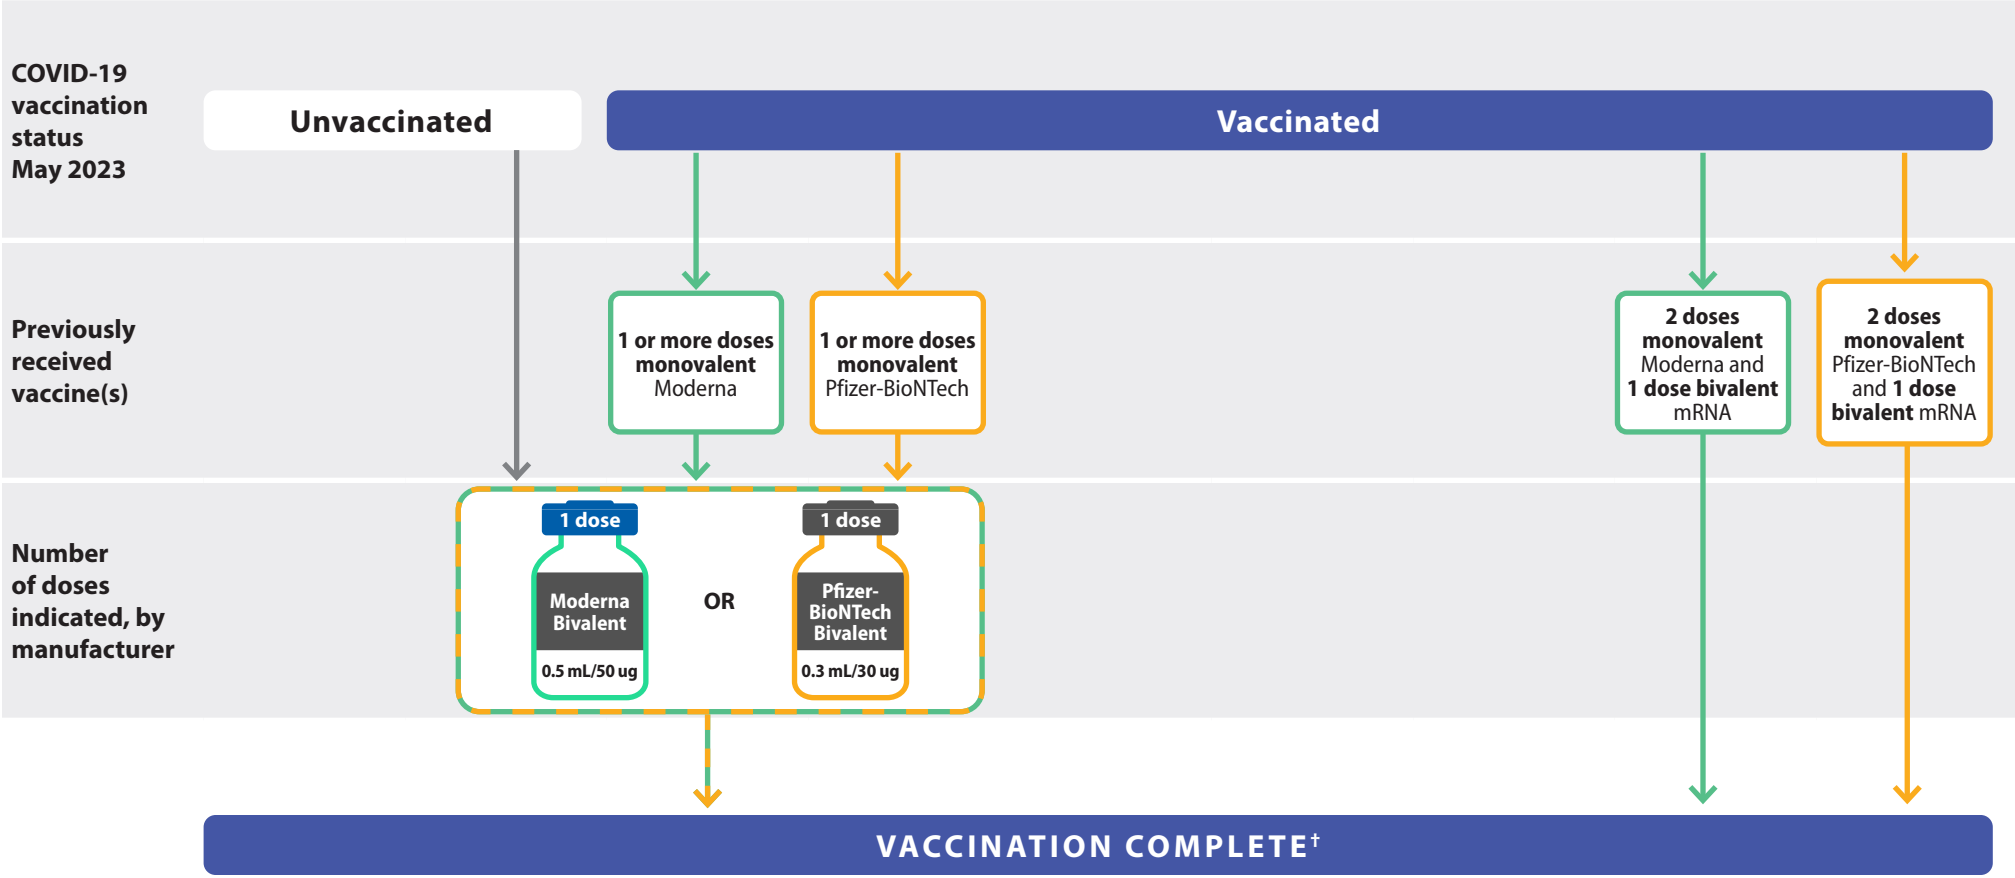 COVID-19
vaccination
status
May 2023
Unvaccinated
Vaccinated
Previously
received
vaccine(s)
1 or more doses
monovalent
Moderna
1 or more doses
monovalent
Pfizer-BioNTech
2 doses
monovalent
Moderna and
1 dose bivalent
mRNA
2 doses
monovalent
Pfizer-BioNTech
and 1 dose
bivalent mRNA
Number
of doses
indicated, by
manufacturer
1 dose
Moderna
Bivalent
0.5 mL/50 ug
OR
1 dose
Pfizer-
BioNTech
Bivalent
0.3 mL/30 ug
VACCINATION COMPLETE†